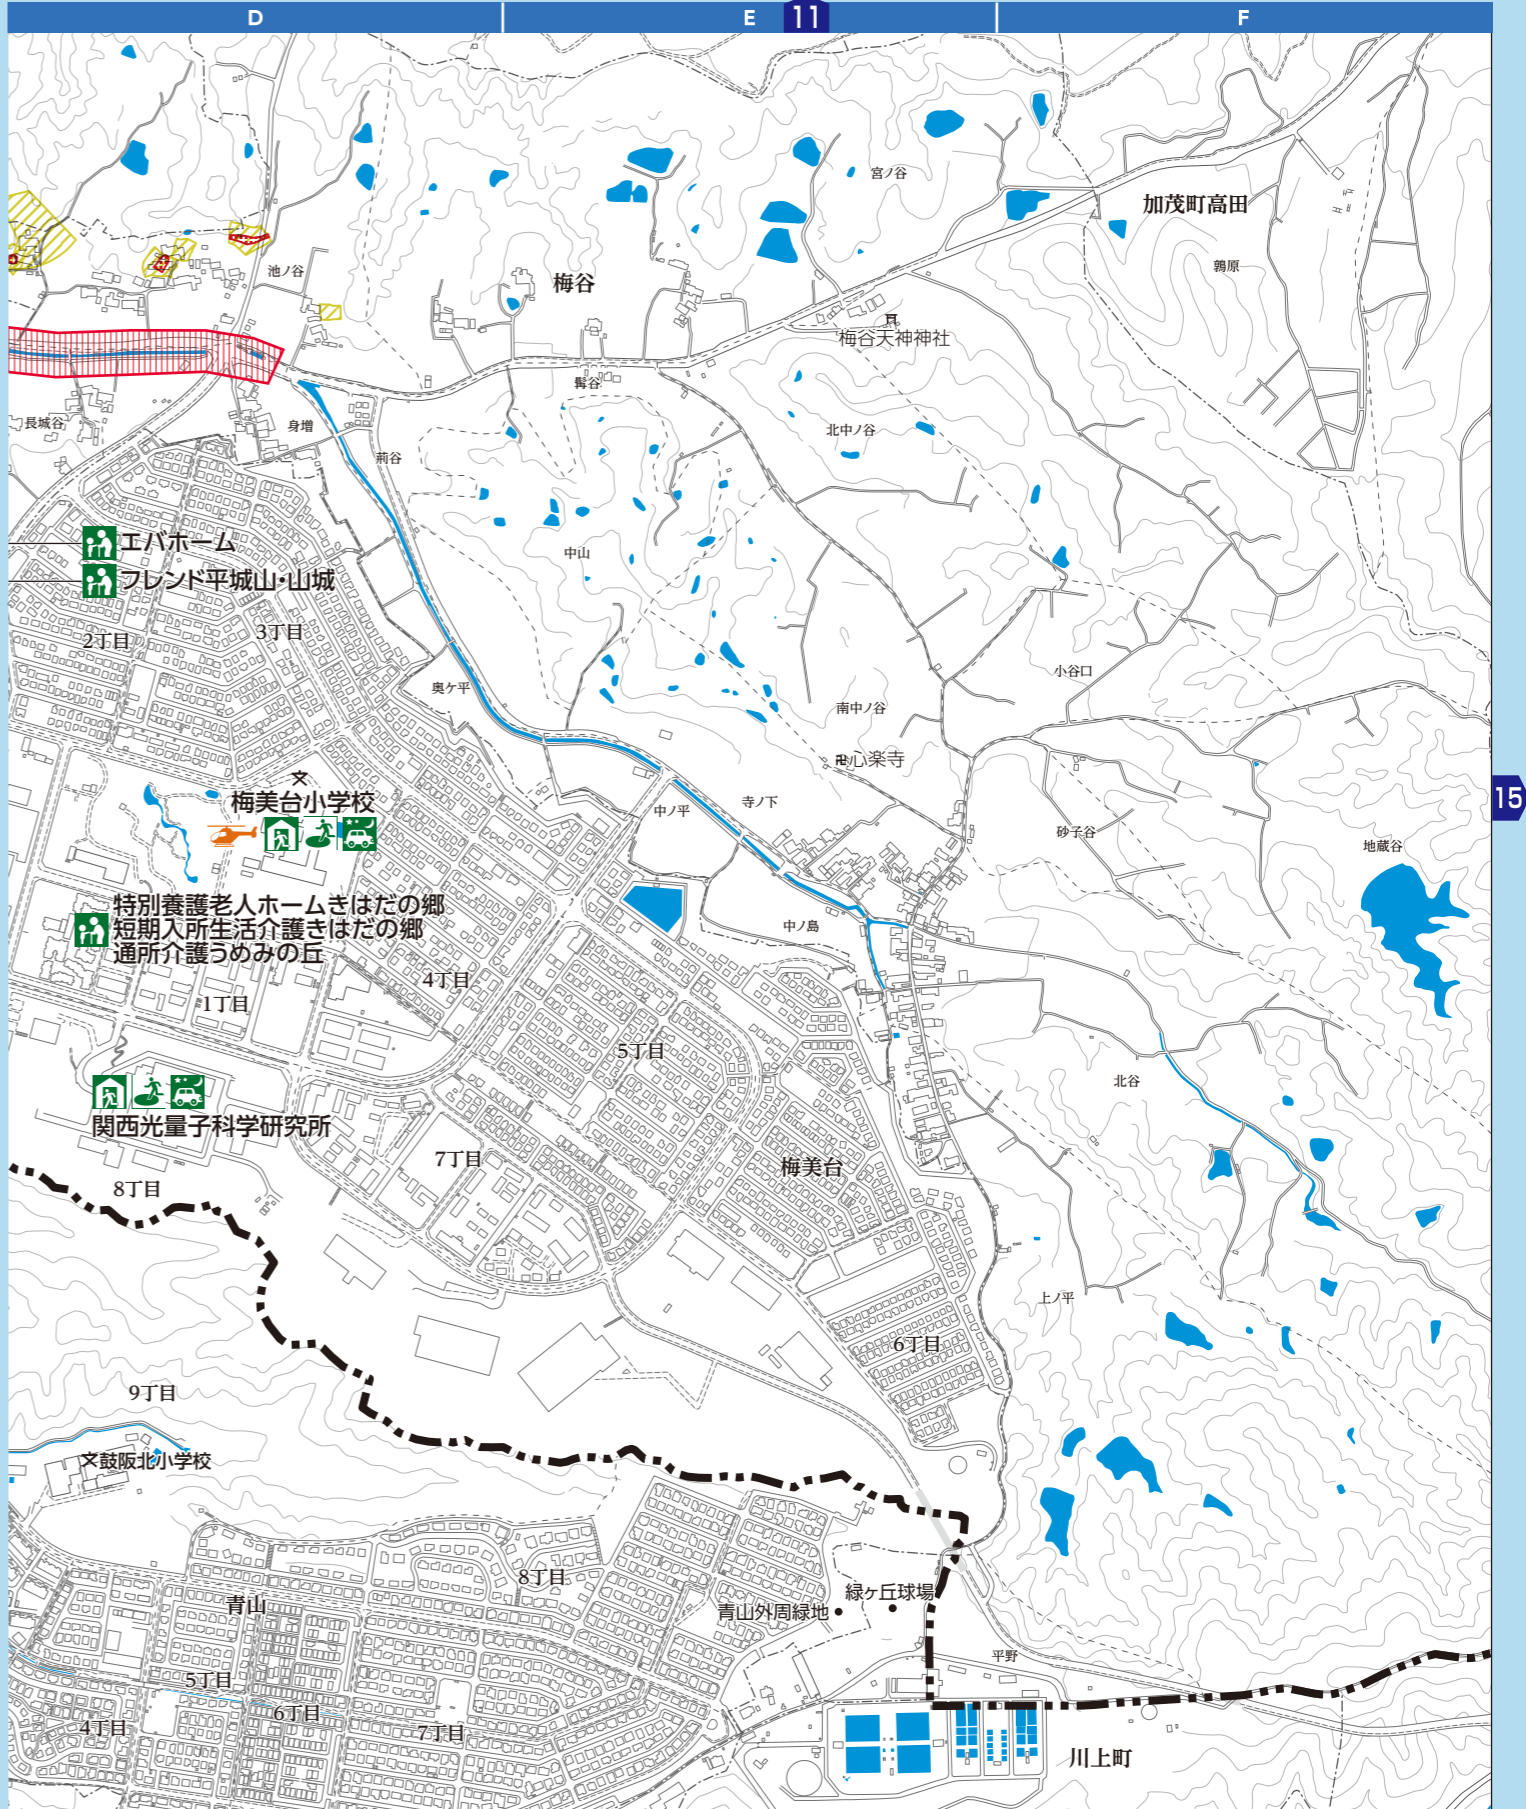 D
E
11
F
宮ノ谷
加茂町高田
池ノ谷
梅谷
鶚原
梅谷天神神社
髯谷
長城谷
身増
北中ノ谷
荊谷
エバホーム
中山
フレンド平城山・山城
3丁目
2丁目
小谷口
奥ケ平
南中ノ谷
卍心楽寺
文
梅美台小学校
中ノ平
寺ノ下
15
砂子谷
地蔵谷
特別養護老人ホームきはだの郷
短期入所生活介護きはだの郷
通所介護うめみの丘
中ノ島
4丁目
1丁目
5丁目
北谷
関西光量子科学研究所
7丁目
梅美台
8丁目
上ノ平
6丁目
9丁目
文鼓阪北小学校
8丁目
緑ヶ丘球場
青山
青山外周緑地
平野
5丁目
6丁目
4丁目
7丁目
川上町